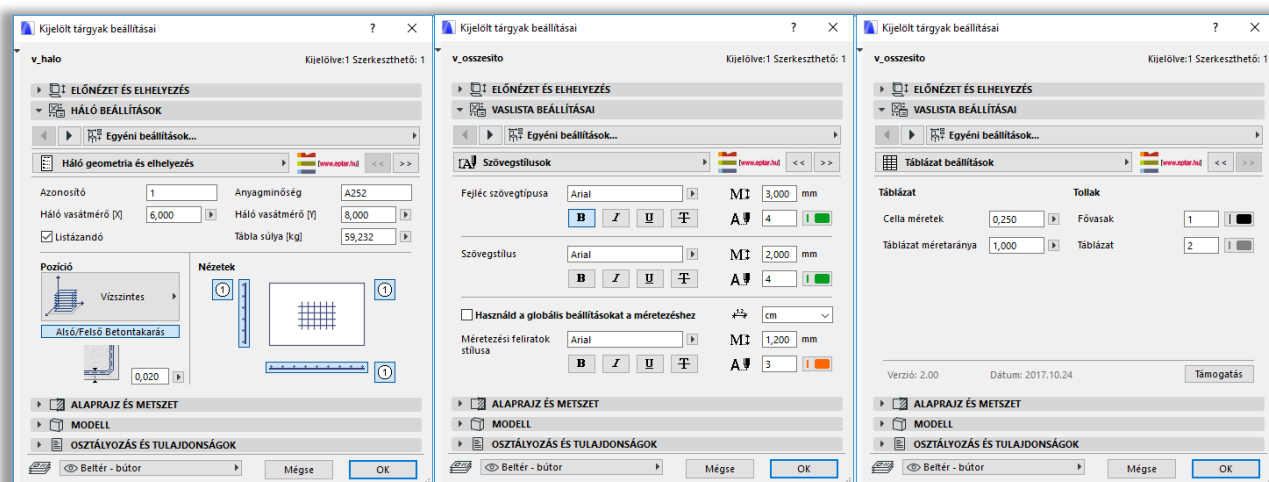 Kijelölt tárgyak beállításai ? ×
v_halo Kijelölve:1 Szerkeszthető: 1
ELŐNÉZET ÉS ELHELYEZÉS
HÁLÓ BEÁLLÍTÁSOK
Egyéni beállítások...
Háló geometria és elhelyezés [www.eptar.hu] << >>
Azonosító 1 Anyagminőség A252
Háló vasátmérő [X] 6,000 Háló vasátmérő [Y] 8,000
Listázandó Tábla súlya [kg] 59,232
Pozíció Nézetek
Vízszintes 1 1
Alsó/Felső Betontakarás
0,020 1
ALAPRAJZ ÉS METSZET
MODELL
OSZTÁLYOZÁS ÉS TULAJDONSÁGOK
Beltér - bútor Mégse OK
Kijelölt tárgyak beállításai ? ×
v_osszesito Kijelölve:1 Szerkeszthető: 1
ELŐNÉZET ÉS ELHELYEZÉS
VASLISTA BEÁLLÍTÁSAI
Egyéni beállítások...
Szövegstílusok [www.eptar.hu] << >>
Fejléc szövegtípusa Arial M 3,000 mm
B I U T A 4
Szövegstílus Arial M 2,000 mm
B I U T A 4
Használd a globális beállításokat a méretezéshez cm
Méretezési feliratok stílusa Arial M 1,200 mm
B I U T A 3
ALAPRAJZ ÉS METSZET
MODELL
OSZTÁLYOZÁS ÉS TULAJDONSÁGOK
Beltér - bútor Mégse OK
Kijelölt tárgyak beállításai ? ×
v_osszesito Kijelölve:1 Szerkeszthető: 1
ELŐNÉZET ÉS ELHELYEZÉS
VASLISTA BEÁLLÍTÁSAI
Egyéni beállítások...
Táblázat beállítások [www.eptar.hu] << >>
Táblázat Tollak
Cella méretek 0,250 Fővasak 1
Táblázat méretaránya 1,000 Táblázat 2
Verzió: 2.00 Dátum: 2017.10.24 Támogatás
ALAPRAJZ ÉS METSZET
MODELL
OSZTÁLYOZÁS ÉS TULAJDONSÁGOK
Beltér - bútor Mégse OK